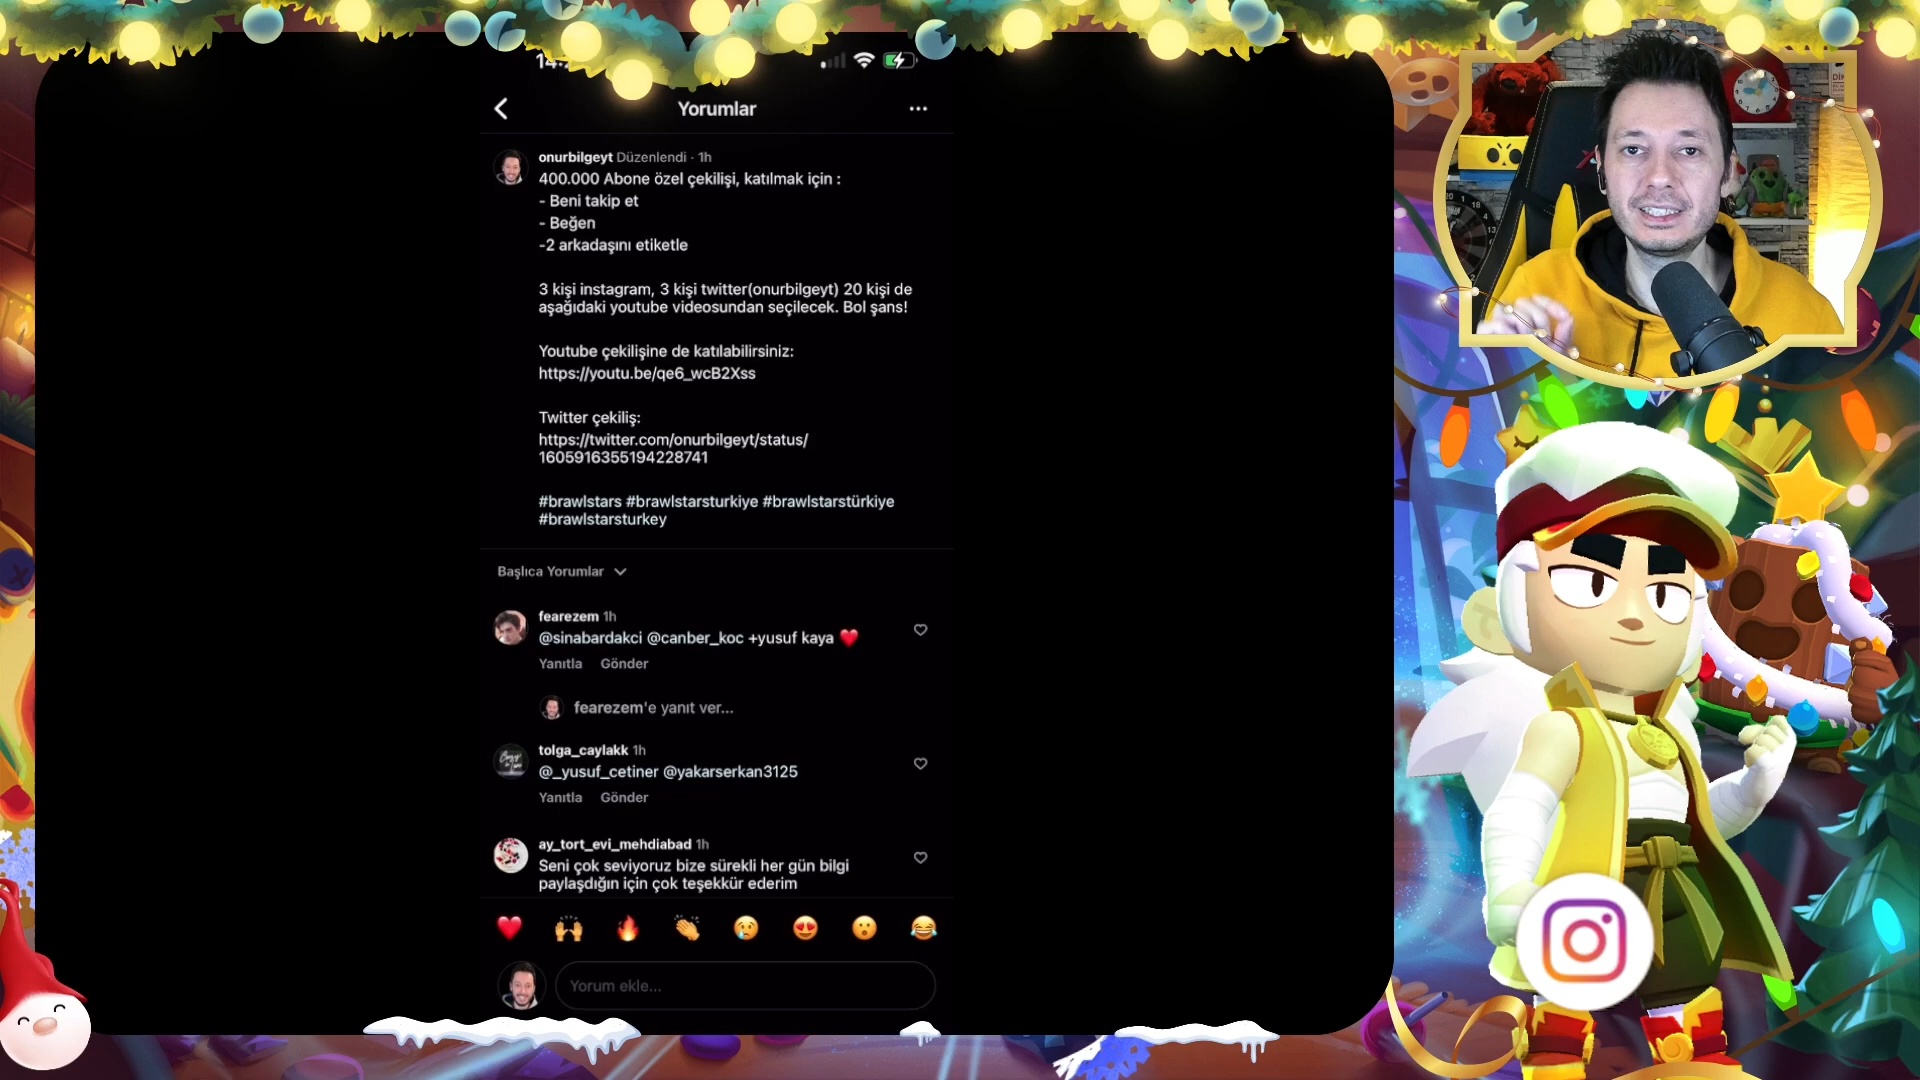 Yorumlar
onurbilgeyt Düzenlendi · 1h
400.000 Abone özel çekilişi, katılmak için :
- Beni takip et
- Beğen
-2 arkadaşını etiketle
3 kişi instagram, 3 kişi twitter(onurbilgeyt) 20 kişi de
aşağıdaki youtube videosundan seçilecek. Bol şans!
Youtube çekilişine de katılabilirsiniz:
https://youtu.be/qe6_wcB2Xss
Twitter çekiliş:
https://twitter.com/onurbilgeyt/status/
1605916355194228741
#brawlstars #brawlstarsturkiye #brawlstarstürkiye
#brawlstarsturkey
Başlıca Yorumlar
fearezem 1h
@sinabardakci @canber_koc +yusuf kaya ❤️
Yanıtla Gönder
fearezem'e yanıt ver...
tolga_caylakk 1h
@_yusuf_cetiner @yakarserkan3125
Yanıtla Gönder
ay_tort_evi_mehdiabad 1h
Seni çok seviyoruz bize sürekli her gün bilgi
paylaşdığın için çok teşekkür ederim
Yorum ekle...